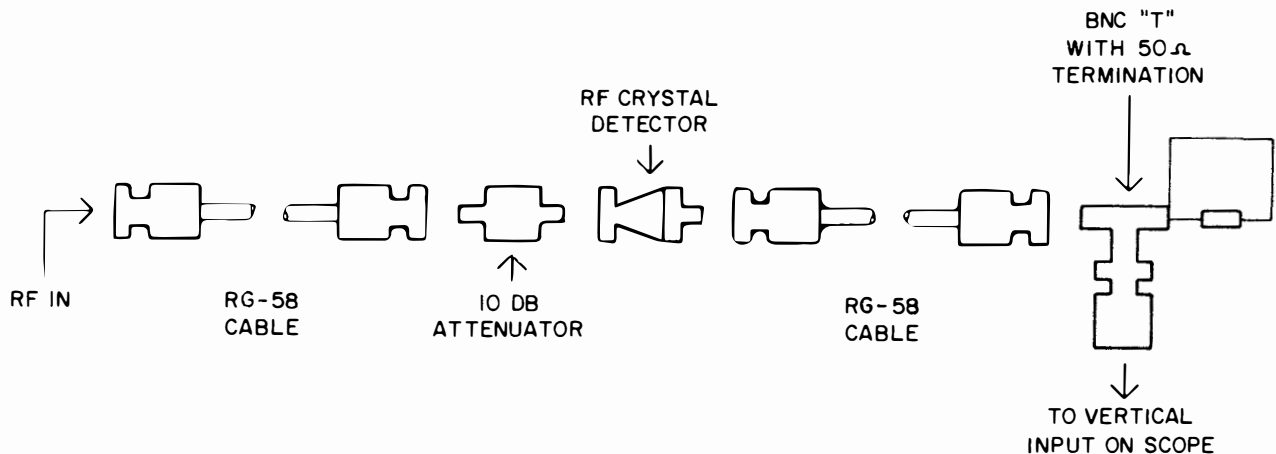 BNC "T"
WITH 50Ω
TERMINATION
RF CRYSTAL
DETECTOR
RF IN
RG-58
CABLE
10 DB
ATTENUATOR
RG-58
CABLE
TO VERTICAL
INPUT ON SCOPE